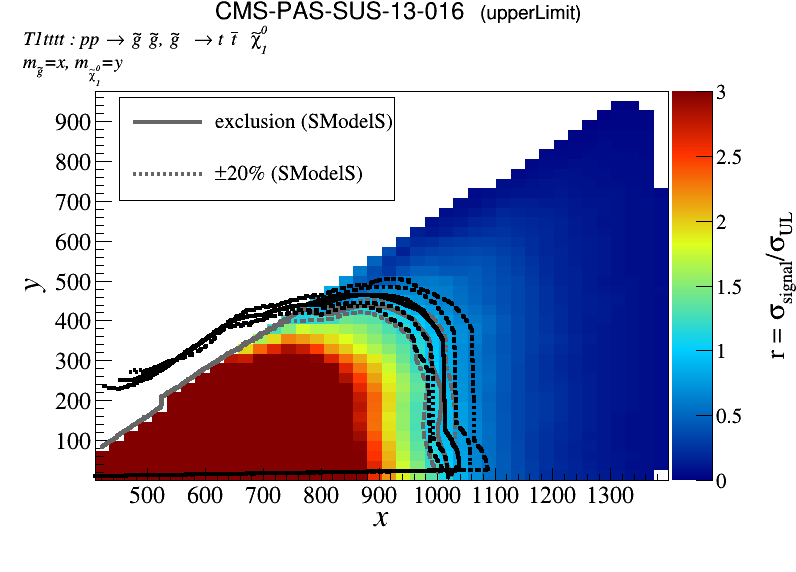 CMS-PAS-SUS-13-016 (upperLimit)
T1tttt : pp → g̃ g̃, g̃ → t t̄ χ̃₁⁰
m_g̃=x, m_χ̃₁⁰=y
exclusion (SModelS)
±20% (SModelS)
900
800
700
600
500
400
300
200
100
y
500 600 700 800 900 1000 1100 1200 1300
x
3
2.5
2
1.5
1
0.5
0
r = σ_signal/σ_UL